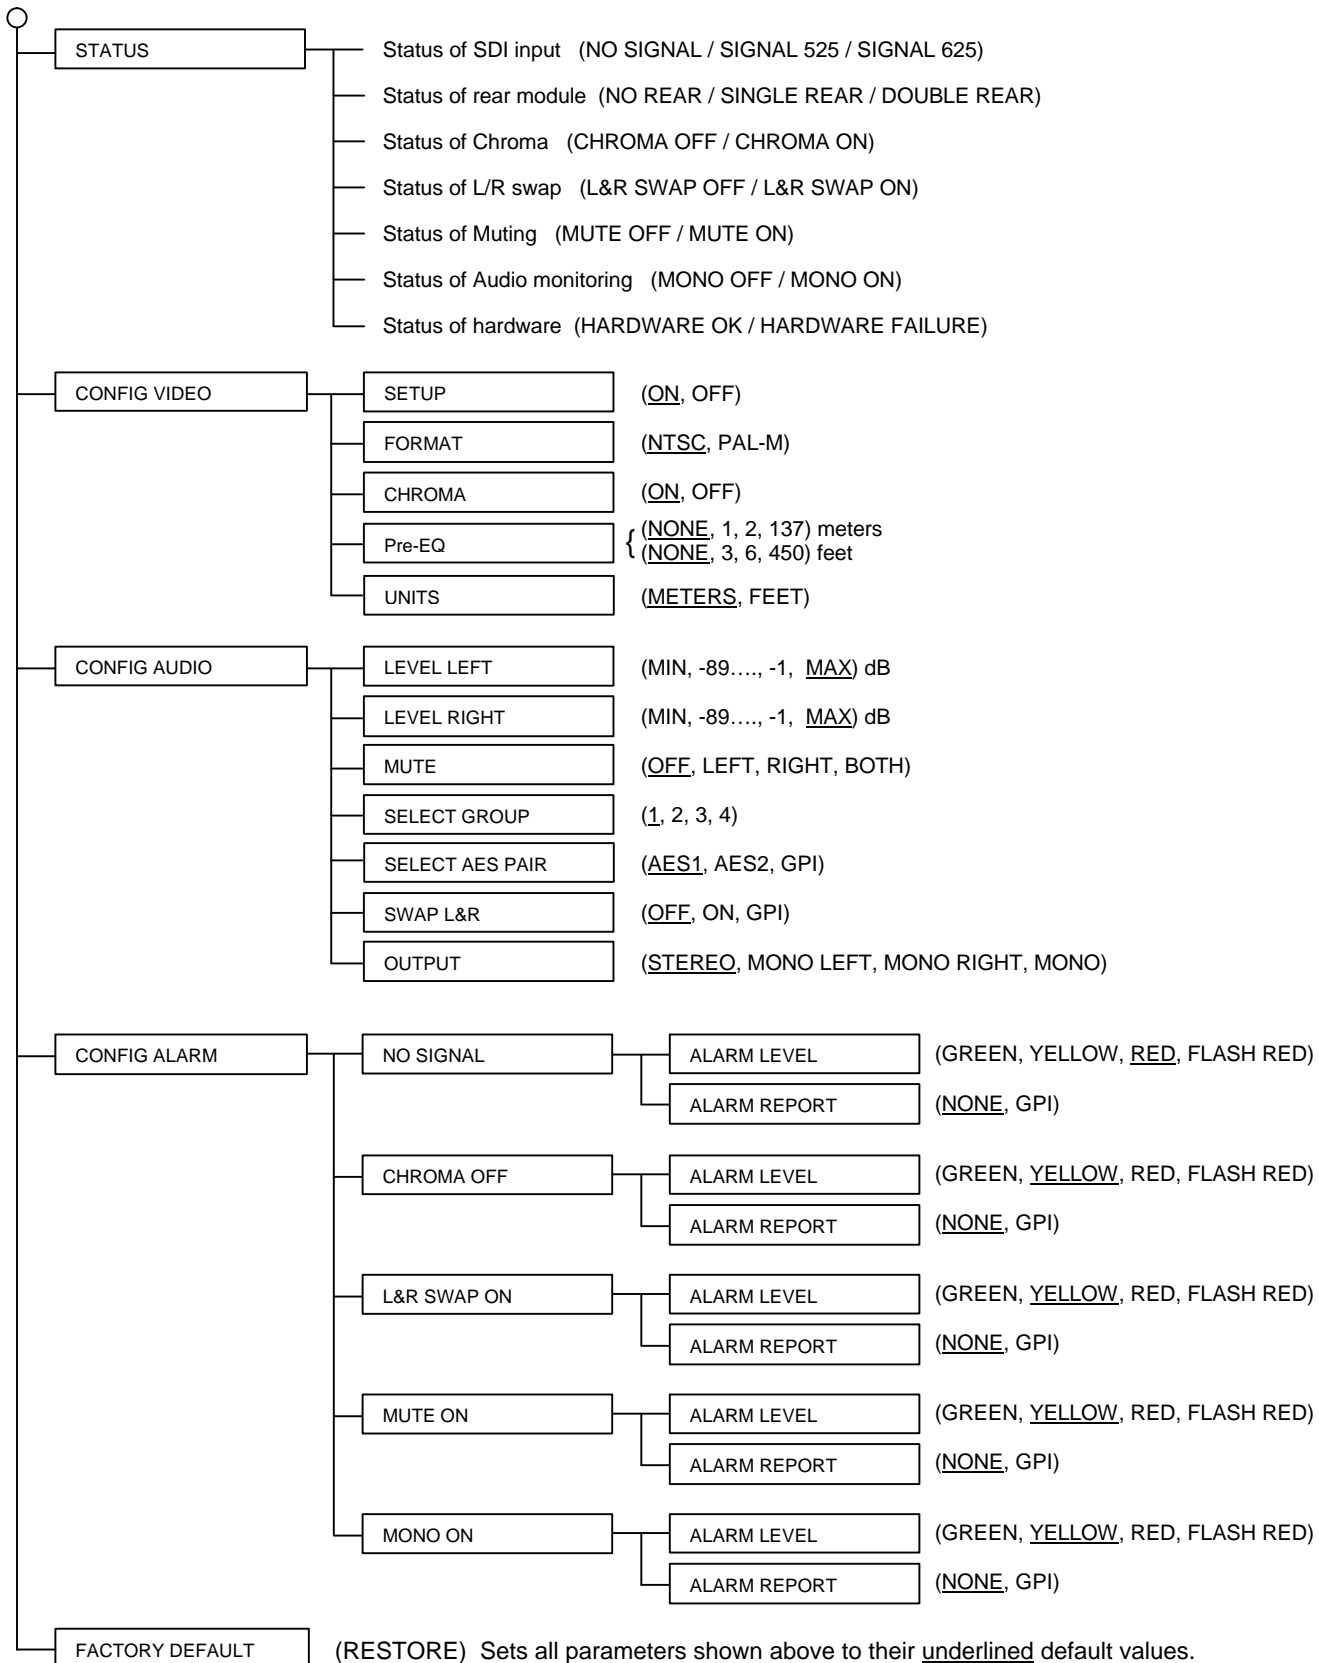 STATUS
Status of SDI input (NO SIGNAL / SIGNAL 525 / SIGNAL 625)
Status of rear module (NO REAR / SINGLE REAR / DOUBLE REAR)
Status of Chroma (CHROMA OFF / CHROMA ON)
Status of L/R swap (L&R SWAP OFF / L&R SWAP ON)
Status of Muting (MUTE OFF / MUTE ON)
Status of Audio monitoring (MONO OFF / MONO ON)
Status of hardware (HARDWARE OK / HARDWARE FAILURE)
CONFIG VIDEO
SETUP (ON, OFF)
FORMAT (NTSC, PAL-M)
CHROMA (ON, OFF)
Pre-EQ { (NONE, 1, 2, 137) meters
(NONE, 3, 6, 450) feet
UNITS (METERS, FEET)
CONFIG AUDIO
LEVEL LEFT (MIN, -89…., -1, MAX) dB
LEVEL RIGHT (MIN, -89…., -1, MAX) dB
MUTE (OFF, LEFT, RIGHT, BOTH)
SELECT GROUP (1, 2, 3, 4)
SELECT AES PAIR (AES1, AES2, GPI)
SWAP L&R (OFF, ON, GPI)
OUTPUT (STEREO, MONO LEFT, MONO RIGHT, MONO)
CONFIG ALARM
NO SIGNAL
ALARM LEVEL (GREEN, YELLOW, RED, FLASH RED)
ALARM REPORT (NONE, GPI)
CHROMA OFF
ALARM LEVEL (GREEN, YELLOW, RED, FLASH RED)
ALARM REPORT (NONE, GPI)
L&R SWAP ON
ALARM LEVEL (GREEN, YELLOW, RED, FLASH RED)
ALARM REPORT (NONE, GPI)
MUTE ON
ALARM LEVEL (GREEN, YELLOW, RED, FLASH RED)
ALARM REPORT (NONE, GPI)
MONO ON
ALARM LEVEL (GREEN, YELLOW, RED, FLASH RED)
ALARM REPORT (NONE, GPI)
FACTORY DEFAULT (RESTORE) Sets all parameters shown above to their underlined default values.